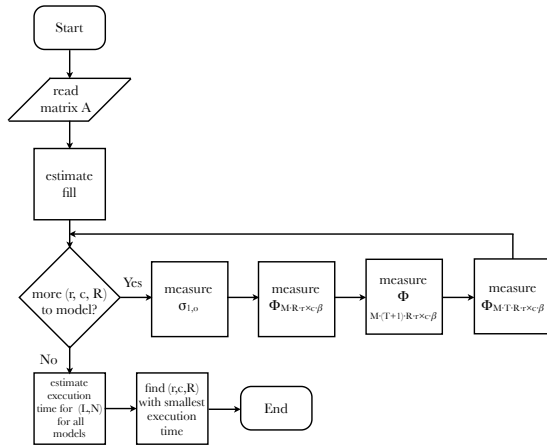 Start
read
matrix A
estimate
fill
more (r, c, R)
to model?
Yes
measure
σ1,0
measure
ΦM·R·r×c·β
measure
Φ
M·(T+1)·R·r×c·β
measure
ΦM·T·R·r×c·β
No
estimate
execution
time for (L,N)
for all
models
find (r,c,R)
with smallest
execution
time
End